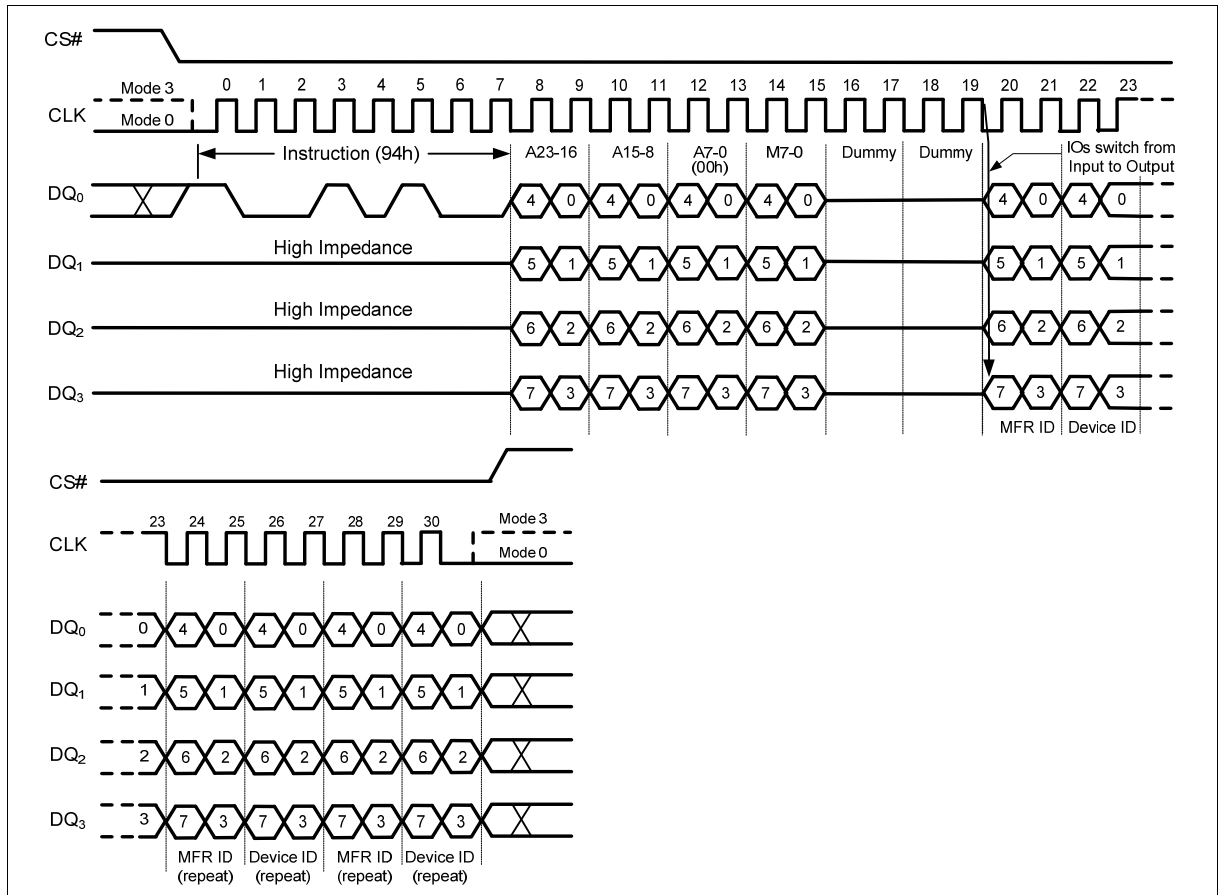 CS#
Mode 3
0 1 2 3 4 5 6 7 8 9 10 11 12 13 14 15 16 17 18 19 20 21 22 23
CLK
Mode 0
Instruction (94h)
A23-16 A15-8 A7-0 M7-0 Dummy Dummy
(00h)
IOs switch from
Input to Output
DQ0 4 0 4 0 4 0 4 0 4 0 4 0
High Impedance
DQ1 5 1 5 1 5 1 5 1 5 1 5 1
High Impedance
DQ2 6 2 6 2 6 2 6 2 6 2 6 2
High Impedance
DQ3 7 3 7 3 7 3 7 3 7 3 7 3
MFR ID Device ID
CS#
23 24 25 26 27 28 29 30
Mode 3
CLK
Mode 0
DQ0 0 4 0 4 0 4 0 4 0
DQ1 1 5 1 5 1 5 1 5 1
DQ2 2 6 2 6 2 6 2 6 2
DQ3 3 7 3 7 3 7 3 7 3
MFR ID Device ID MFR ID Device ID
(repeat) (repeat) (repeat) (repeat)